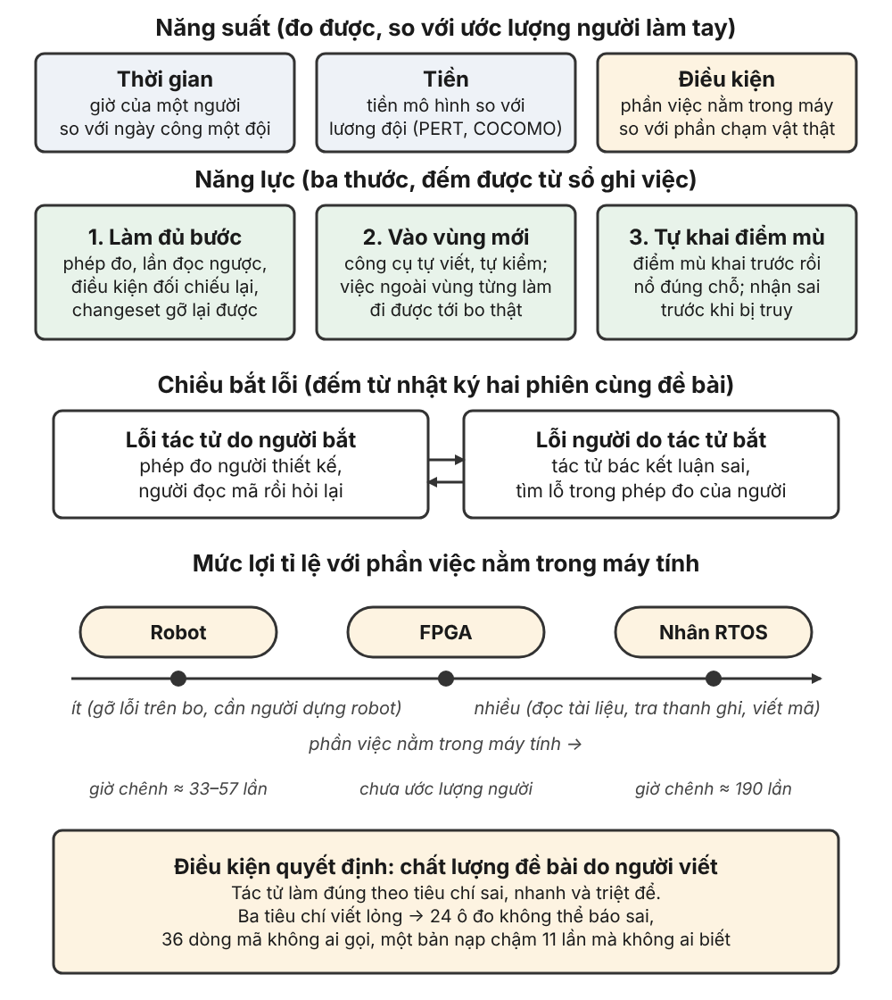 Năng suất (đo được, so với ước lượng người làm tay)
Thời gian
giờ của một người
so với ngày công một đội
Tiền
tiền mô hình so với
lương đội (PERT, COCOMO)
Điều kiện
phần việc nằm trong máy
so với phần chạm vật thật
Năng lực (ba thước, đếm được từ sổ ghi việc)
1. Làm đủ bước
phép đo, lần đọc ngược,
điều kiện đối chiếu lại,
changeset gỡ lại được
2. Vào vùng mới
công cụ tự viết, tự kiểm;
việc ngoài vùng từng làm
đi được tới bo thật
3. Tự khai điểm mù
điểm mù khai trước rồi
nổ đúng chỗ; nhận sai
trước khi bị truy
Chiều bắt lỗi (đếm từ nhật ký hai phiên cùng đề bài)
Lỗi tác tử do người bắt
phép đo người thiết kế,
người đọc mã rồi hỏi lại
Lỗi người do tác tử bắt
tác tử bác kết luận sai,
tìm lỗ trong phép đo của người
Mức lợi tỉ lệ với phần việc nằm trong máy tính
Robot
FPGA
Nhân RTOS
ít (gỡ lỗi trên bo, cần người dựng robot)
nhiều (đọc tài liệu, tra thanh ghi, viết mã)
phần việc nằm trong máy tính →
giờ chênh ≈ 33–57 lần
chưa ước lượng người
giờ chênh ≈ 190 lần
Điều kiện quyết định: chất lượng đề bài do người viết
Tác tử làm đúng theo tiêu chí sai, nhanh và triệt để.
Ba tiêu chí viết lỏng → 24 ô đo không thể báo sai,
36 dòng mã không ai gọi, một bản nạp chậm 11 lần mà không ai biết